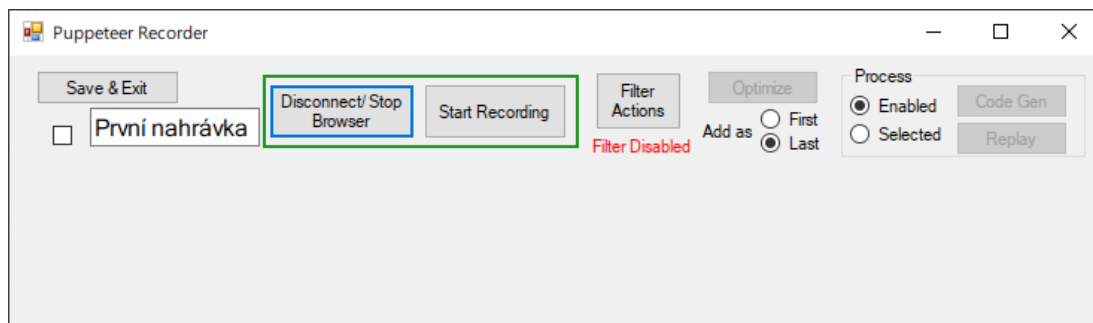 Puppeteer Recorder
Save & Exit
První nahrávka
Disconnect/ Stop
Browser
Start Recording
Filter
Actions
Filter Disabled
Optimize
Add as
First
Last
Process
Enabled
Selected
Code Gen
Replay